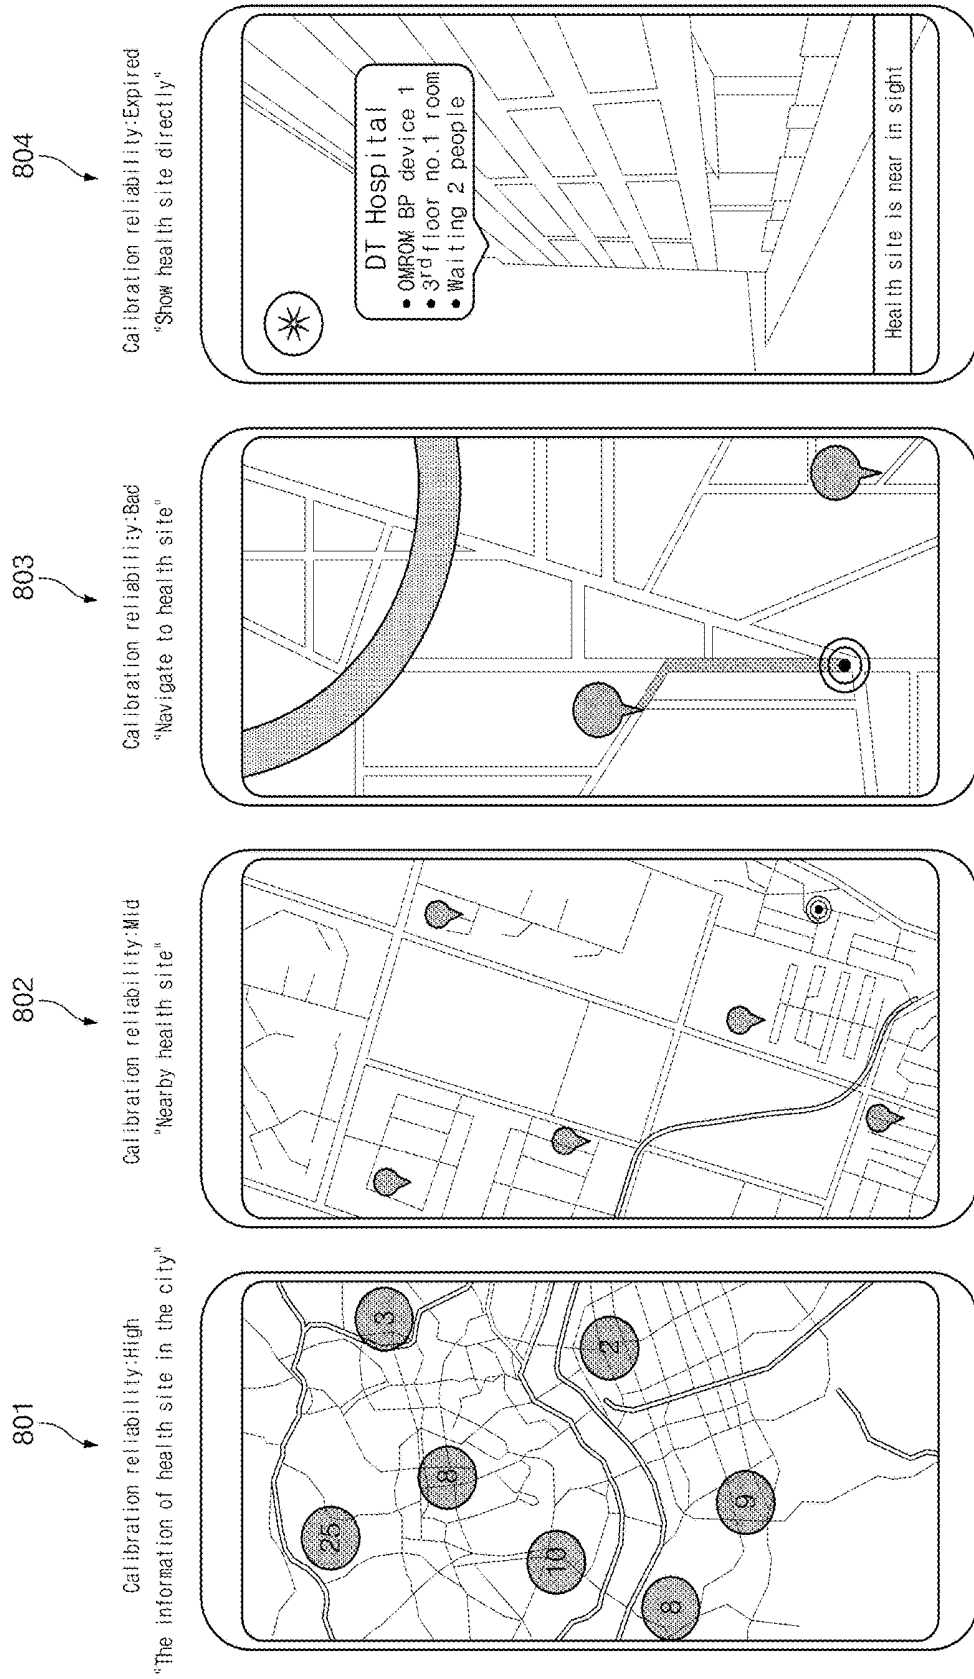 801
Calibration reliability:High
"The information of health site in the city"
25
3
8
10
2
8
9
802
Calibration reliability:Mid
"Nearby health site"
803
Calibration reliability:Bad
"Navigate to health site"
804
Calibration reliability:Expired
"Show health site directly"
DT Hospital
• OMROM BP device 1
• 3rd floor no.1 room
• Waiting 2 people
Health site is near in sight